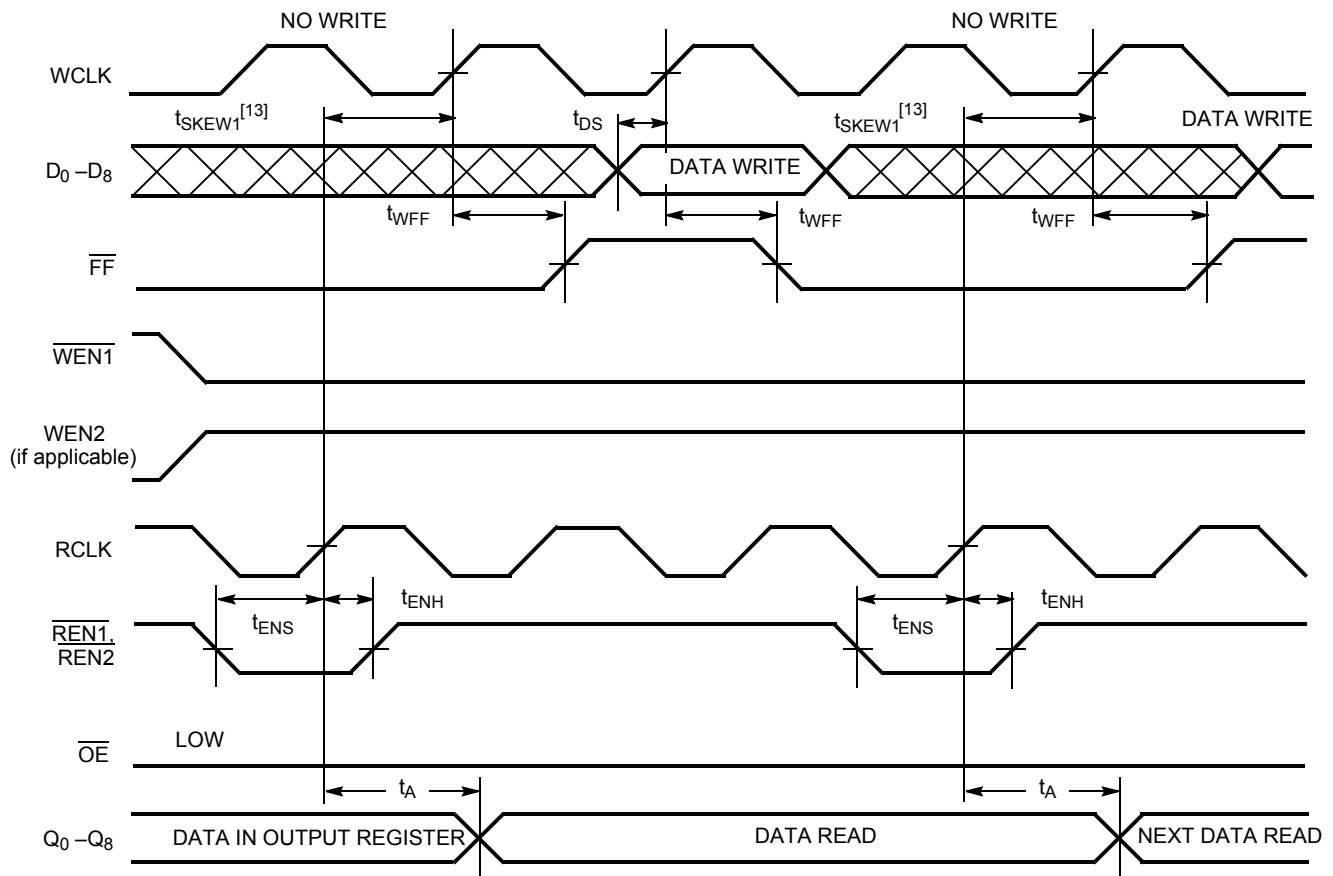 NO WRITE NO WRITE
WCLK
tSKEW1[13] tDS tSKEW1[13] DATA WRITE
D0 –D8 DATA WRITE
tWFF tWFF tWFF
FF
WEN1
WEN2
(if applicable)
RCLK
tENH tENH
tENS tENS
REN1,
REN2
LOW
OE
tA tA
Q0 –Q8 DATA IN OUTPUT REGISTER DATA READ NEXT DATA READ